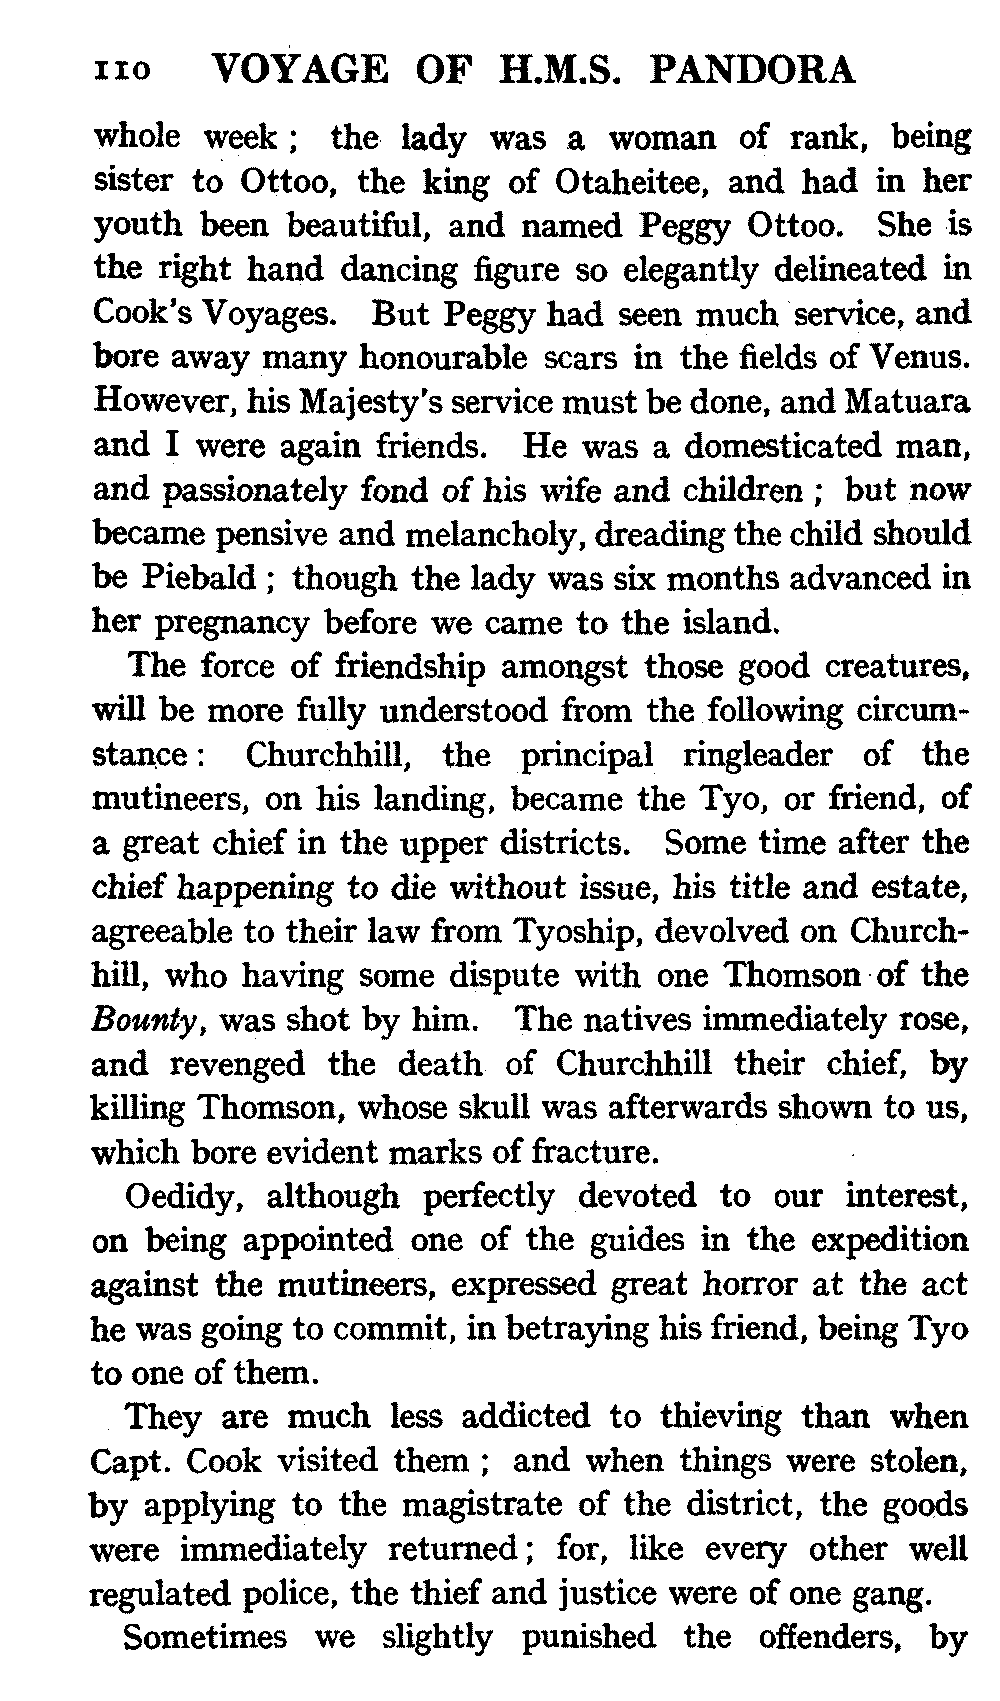 110 VOYAGE OF H.M.S. PANDORA
whole week ; the lady was a woman of rank, being
sister to Ottoo, the king of Otaheitee, and had in her
youth been beautiful, and named Peggy Ottoo. She is
the right hand dancing figure so elegantly delineated in
Cook's Voyages. But Peggy had seen much service, and
bore away many honourable scars in the fields of Venus.
However, his Majesty's service must be done, and Matuara
and I were again friends. He was a domesticated man,
and passionately fond of his wife and children ; but now
became pensive and melancholy, dreading the child should
be Piebald ; though the lady was six months advanced in
her pregnancy before we came to the island.
The force of friendship amongst those good creatures,
will be more fully understood from the following circum-
stance : Churchhill, the principal ringleader of the
mutineers, on his landing, became the Tyo, or friend, of
a great chief in the upper districts. Some time after the
chief happening to die without issue, his title and estate,
agreeable to their law from Tyoship, devolved on Church-
hill, who having some dispute with one Thomson of the
Bounty, was shot by him. The natives immediately rose,
and revenged the death of Churchhill their chief, by
killing Thomson, whose skull was afterwards shown to us,
which bore evident marks of fracture.
Oedidy, although perfectly devoted to our interest,
on being appointed one of the guides in the expedition
against the mutineers, expressed great horror at the act
he was going to commit, in betraying his friend, being Tyo
to one of them.
They are much less addicted to thieving than when
Capt. Cook visited them ; and when things were stolen,
by applying to the magistrate of the district, the goods
were immediately returned ; for, like every other well
regulated police, the thief and justice were of one gang.
Sometimes we slightly punished the offenders, by